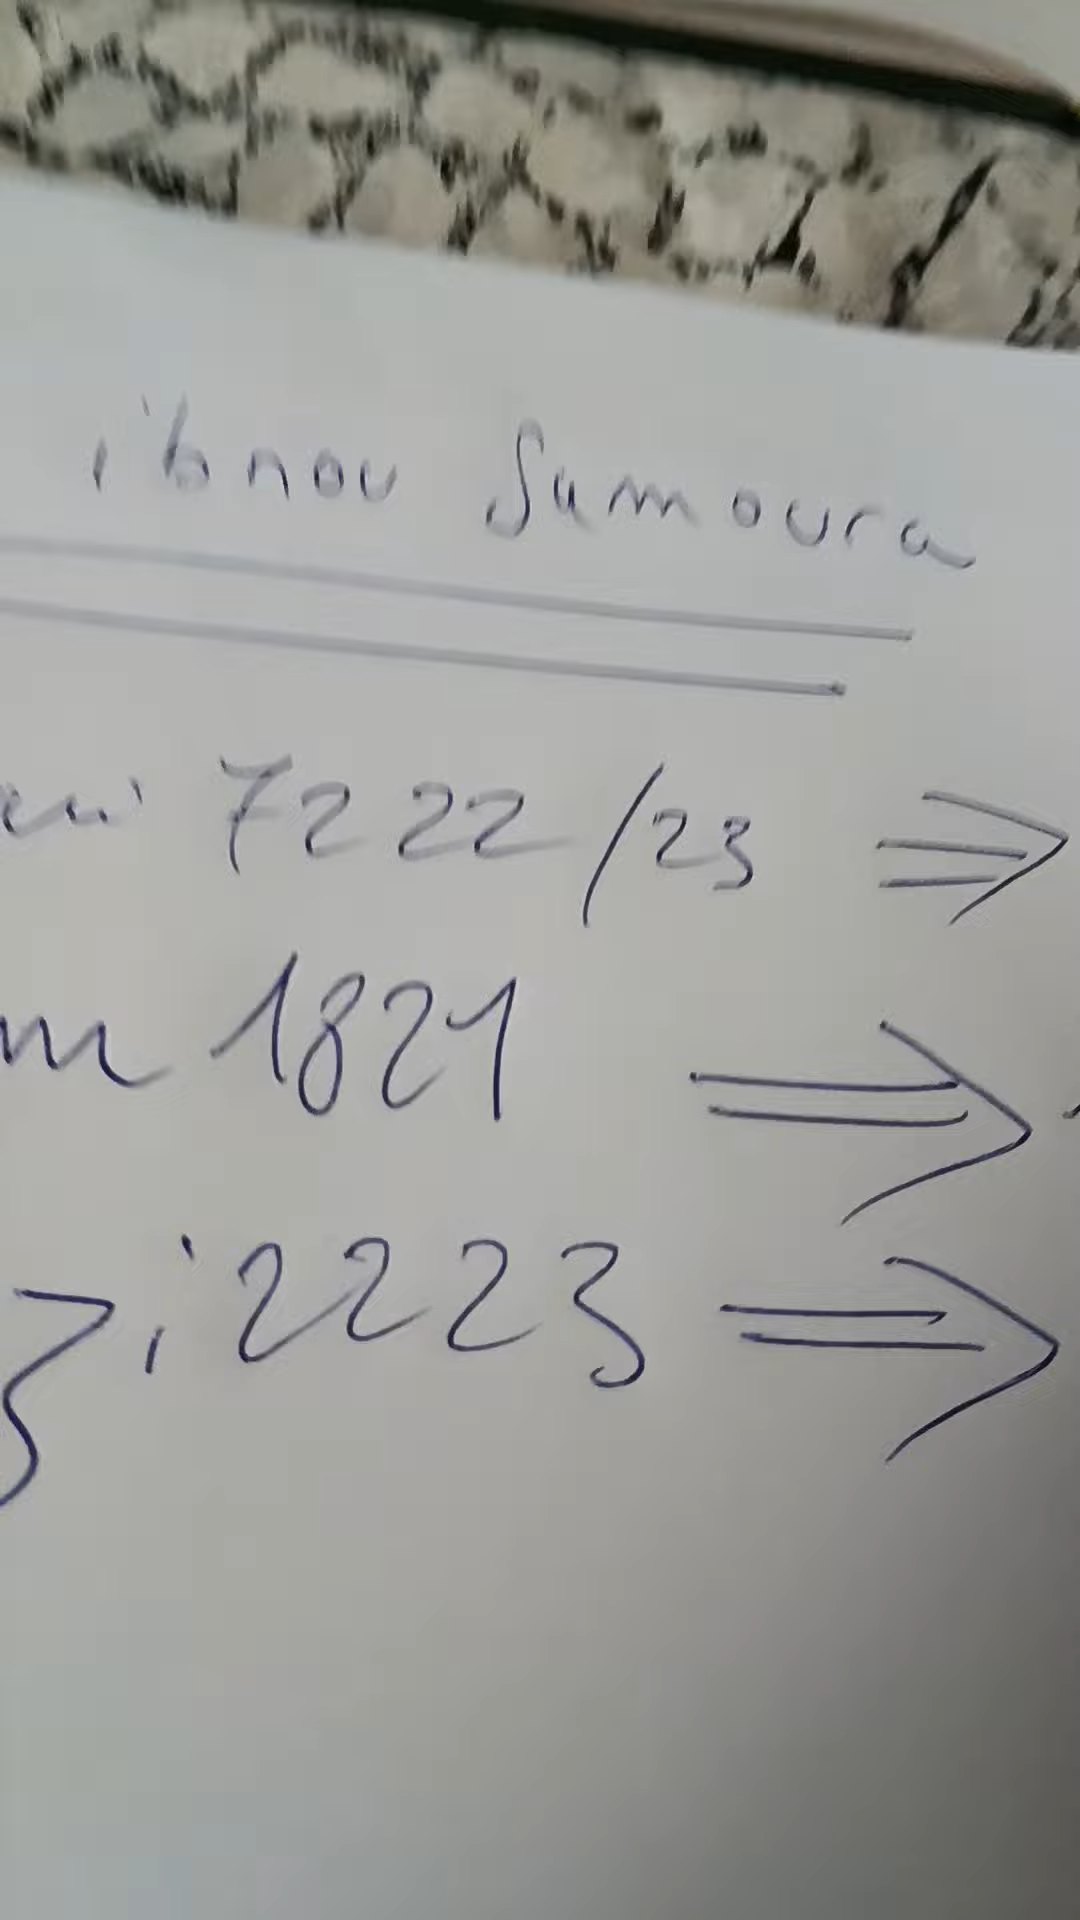 ibnou Samoura
7222/23 ⇒
1821 ⇒
2223 ⇒